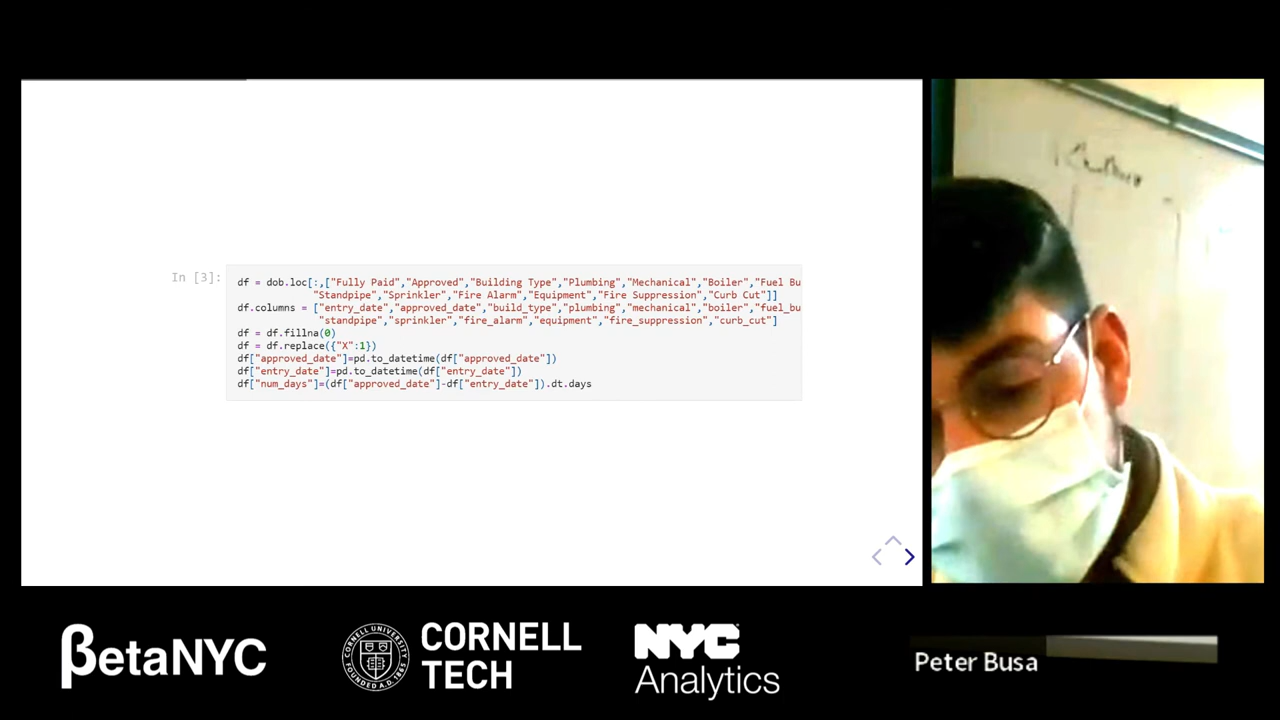 In [3]:
df = dob.loc[:,["Fully Paid","Approved","Building Type","Plumbing","Mechanical","Boiler","Fuel Bu
"Standpipe","Sprinkler","Fire Alarm","Equipment","Fire Suppression","Curb Cut"]]
df.columns = ["entry_date","approved_date","build_type","plumbing","mechanical","boiler","fuel_bu
"standpipe","sprinkler","fire_alarm","equipment","fire_suppression","curb_cut"]
df = df.fillna(0)
df = df.replace({"X":1})
df["approved_date"]=pd.to_datetime(df["approved_date"])
df["entry_date"]=pd.to_datetime(df["entry_date"])
df["num_days"]=(df["approved_date"]-df["entry_date"]).dt.days
βetaNYC
CORNELL
TECH
NYC
Analytics
Peter Busa